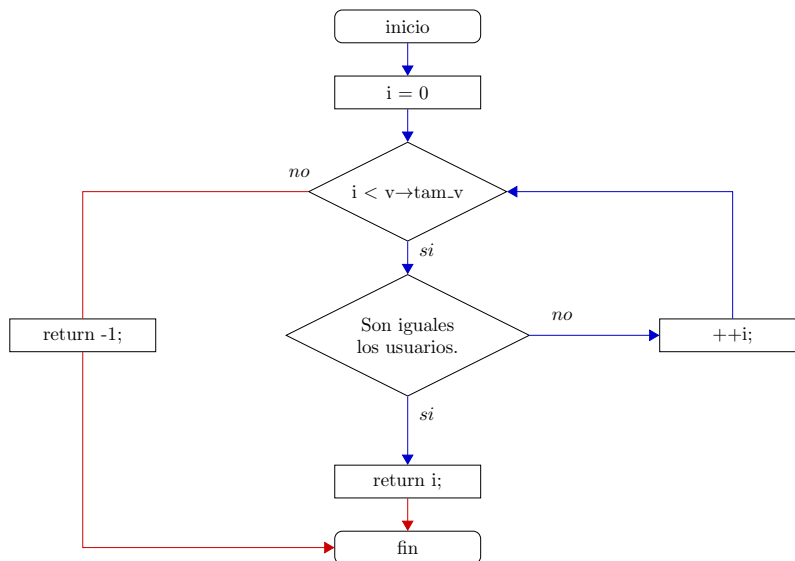 inicio
i = 0
no
i < v→tam_v
si
Son iguales
los usuarios.
no
return -1;
++i;
si
return i;
fin